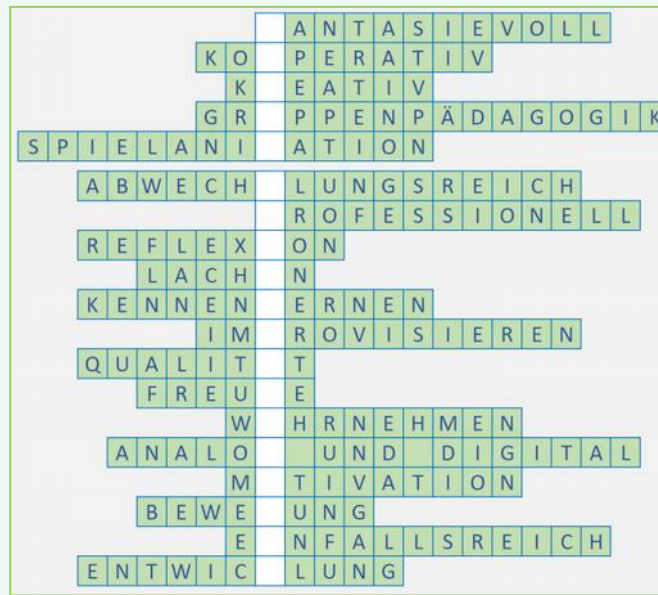 ANTASIEVOLL
KO PERATIV
K EATIV
GR PPENPÄDAGOGIK
SPIELANI ATION
ABWECH LUNGSREICH
ROFESSIONELL
REFLEX ON
LACH N
KENNEN ERNEN
IM ROVISIEREN
QUALIT T
FREU E
W HRNEHMEN
ANALO UND DIGITAL
M TIVATION
BEWE UNG
E NFALLSREICH
ENTWIC LUNG